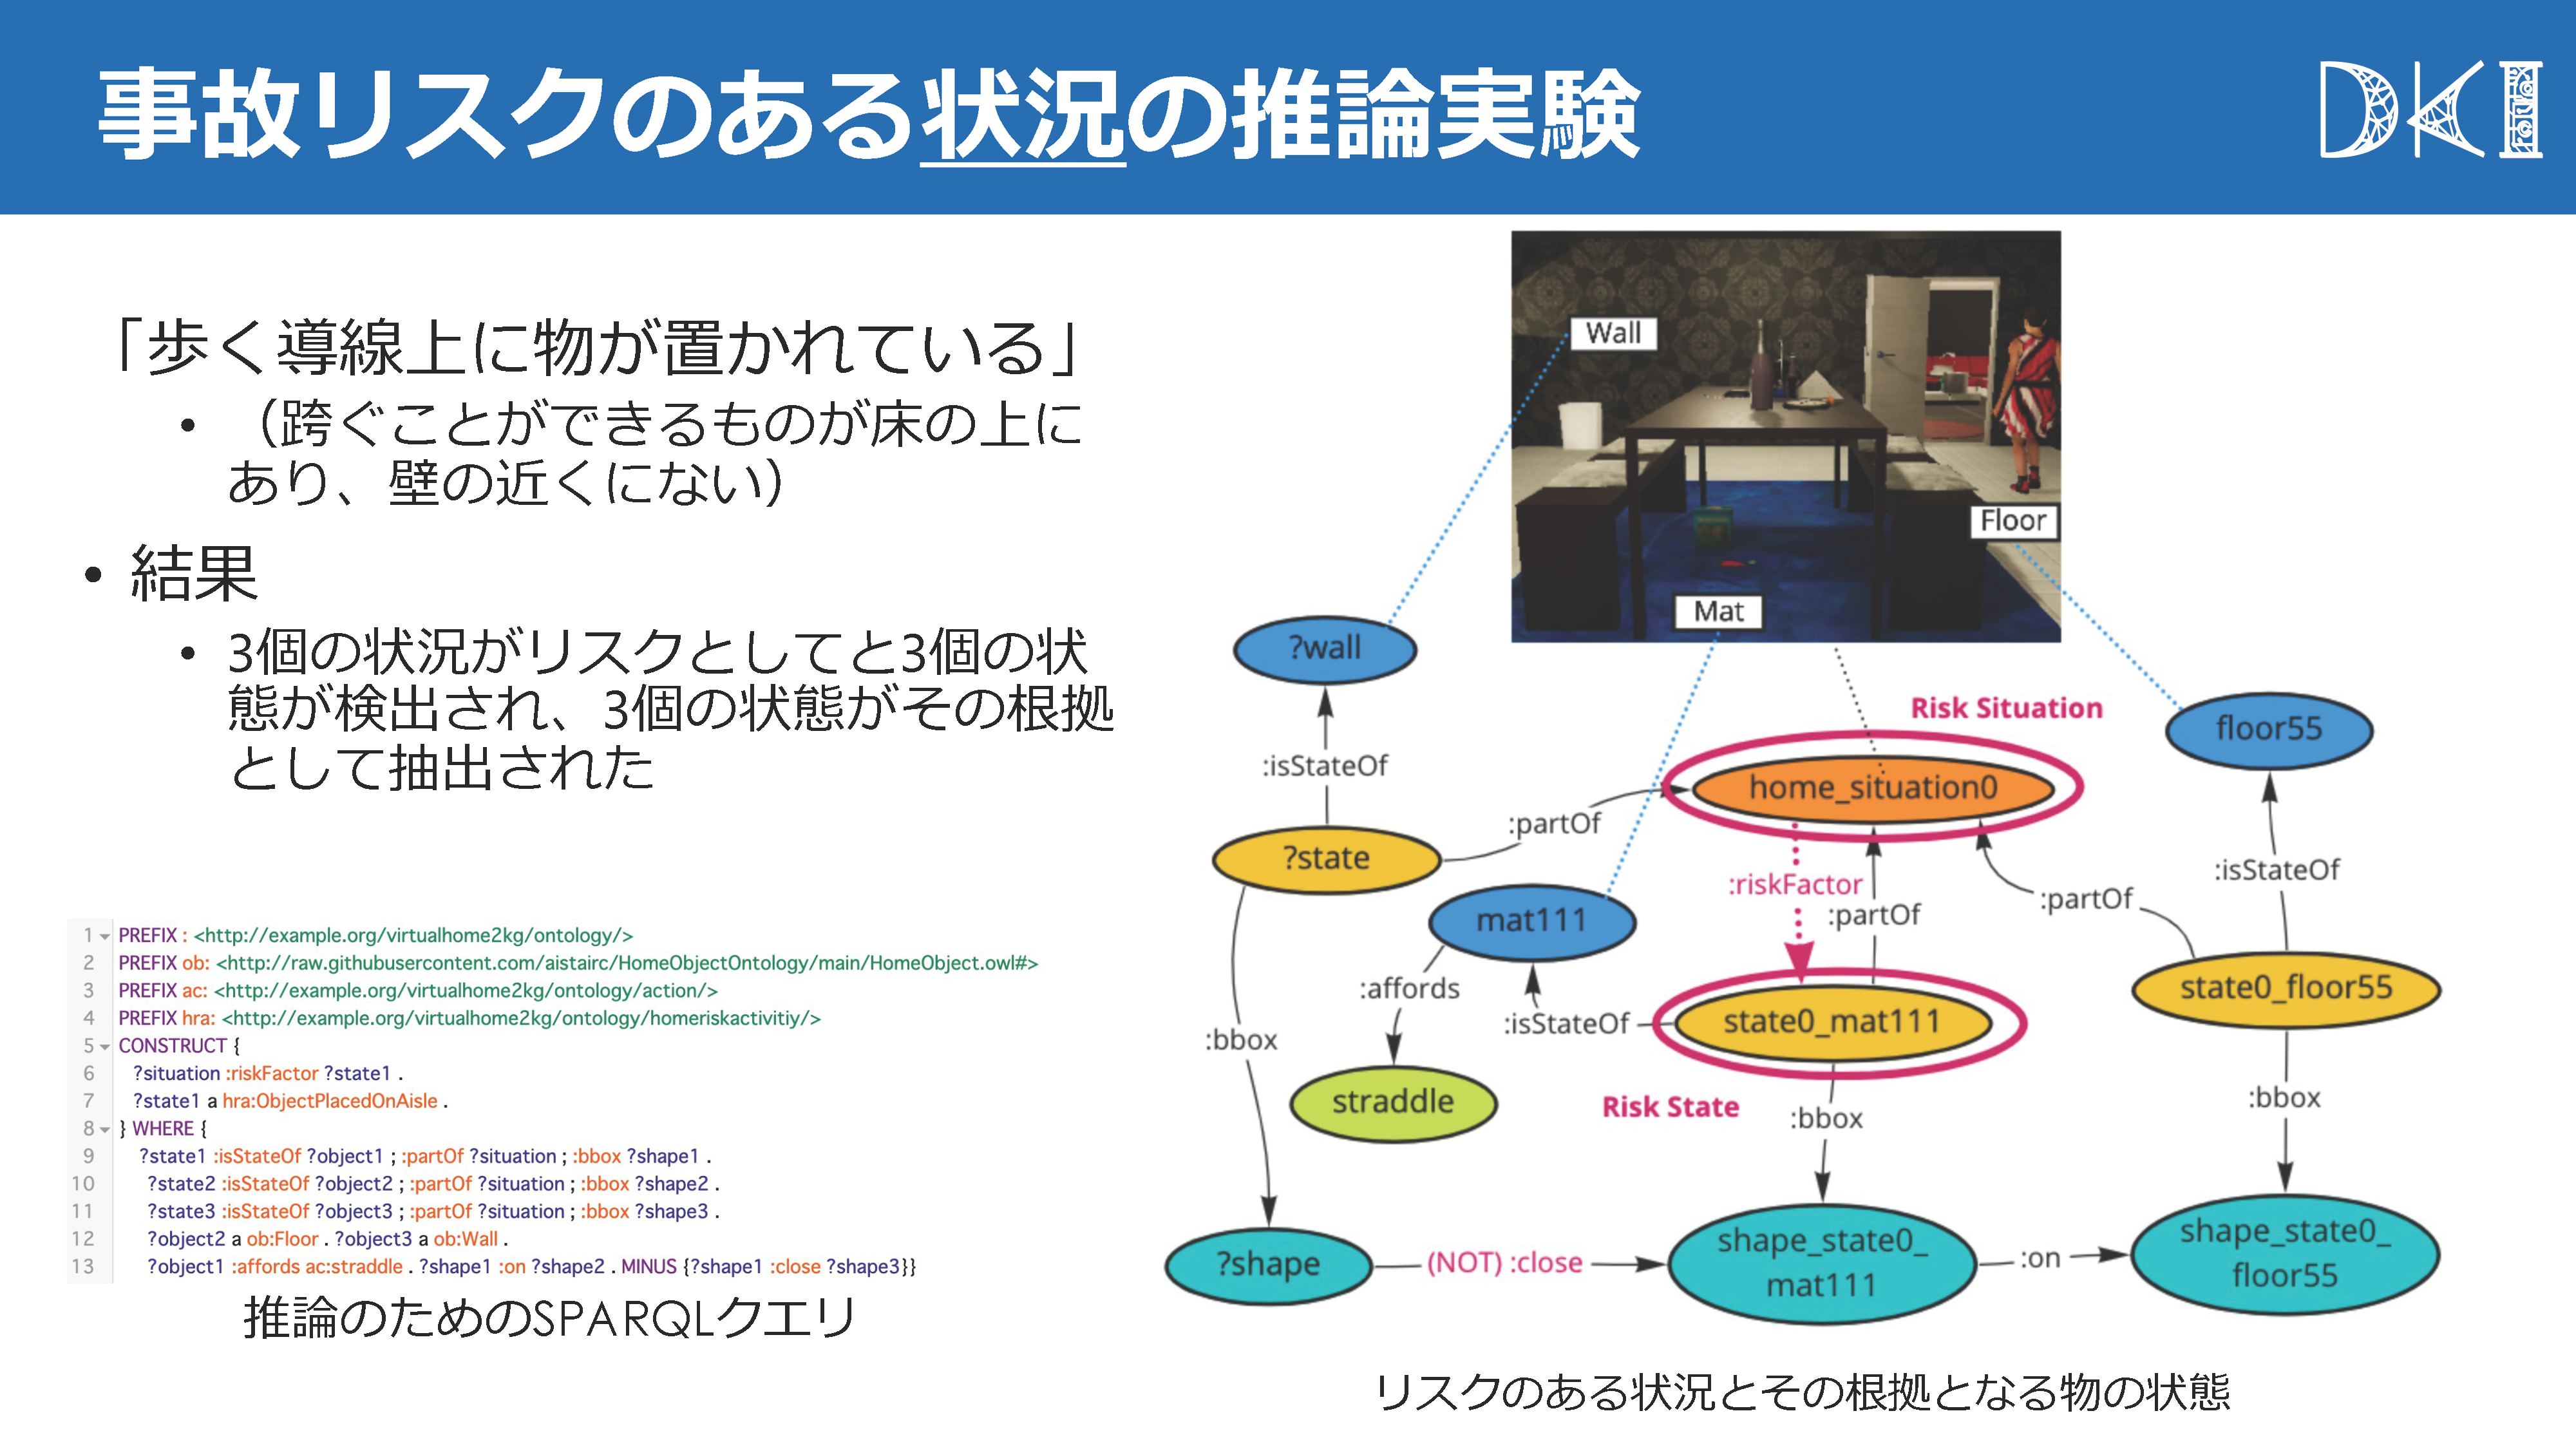 事故リスクのある状況の推論実験
DKI
「歩く導線上に物が置かれている」
• （跨ぐことができるものが床の上に
あり、壁の近くにない）
• 結果
• 3個の状況がリスクとしてと3個の状
態が検出され、3個の状態がその根拠
として抽出された
1 PREFIX : <http://example.org/virtualhome2kg/ontology/>
2 PREFIX ob: <http://raw.githubusercontent.com/aistairc/HomeObjectOntology/main/HomeObject.owl#>
3 PREFIX ac: <http://example.org/virtualhome2kg/ontology/action/>
4 PREFIX hra: <http://example.org/virtualhome2kg/ontology/homeriskactivitiy/>
5 CONSTRUCT {
6 ?situation :riskFactor ?state1 .
7 ?state1 a hra:ObjectPlacedOnAisle .
8 } WHERE {
9 ?state1 :isStateOf ?object1 ; :partOf ?situation ; :bbox ?shape1 .
10 ?state2 :isStateOf ?object2 ; :partOf ?situation ; :bbox ?shape2 .
11 ?state3 :isStateOf ?object3 ; :partOf ?situation ; :bbox ?shape3 .
12 ?object2 a ob:Floor . ?object3 a ob:Wall .
13 ?object1 :affords ac:straddle . ?shape1 :on ?shape2 . MINUS {?shape1 :close ?shape3}}
推論のためのSPARQLクエリ
Wall
Floor
Mat
?wall
Risk Situation
floor55
:isStateOf
home_situation0
:partOf
?state
:riskFactor
:isStateOf
:partOf
:partOf
mat111
:affords
:isStateOf
state0_mat111
state0_floor55
:bbox
straddle
Risk State
:bbox
:bbox
?shape
(NOT) :close
shape_state0_
mat111
:on
shape_state0_
floor55
リスクのある状況とその根拠となる物の状態